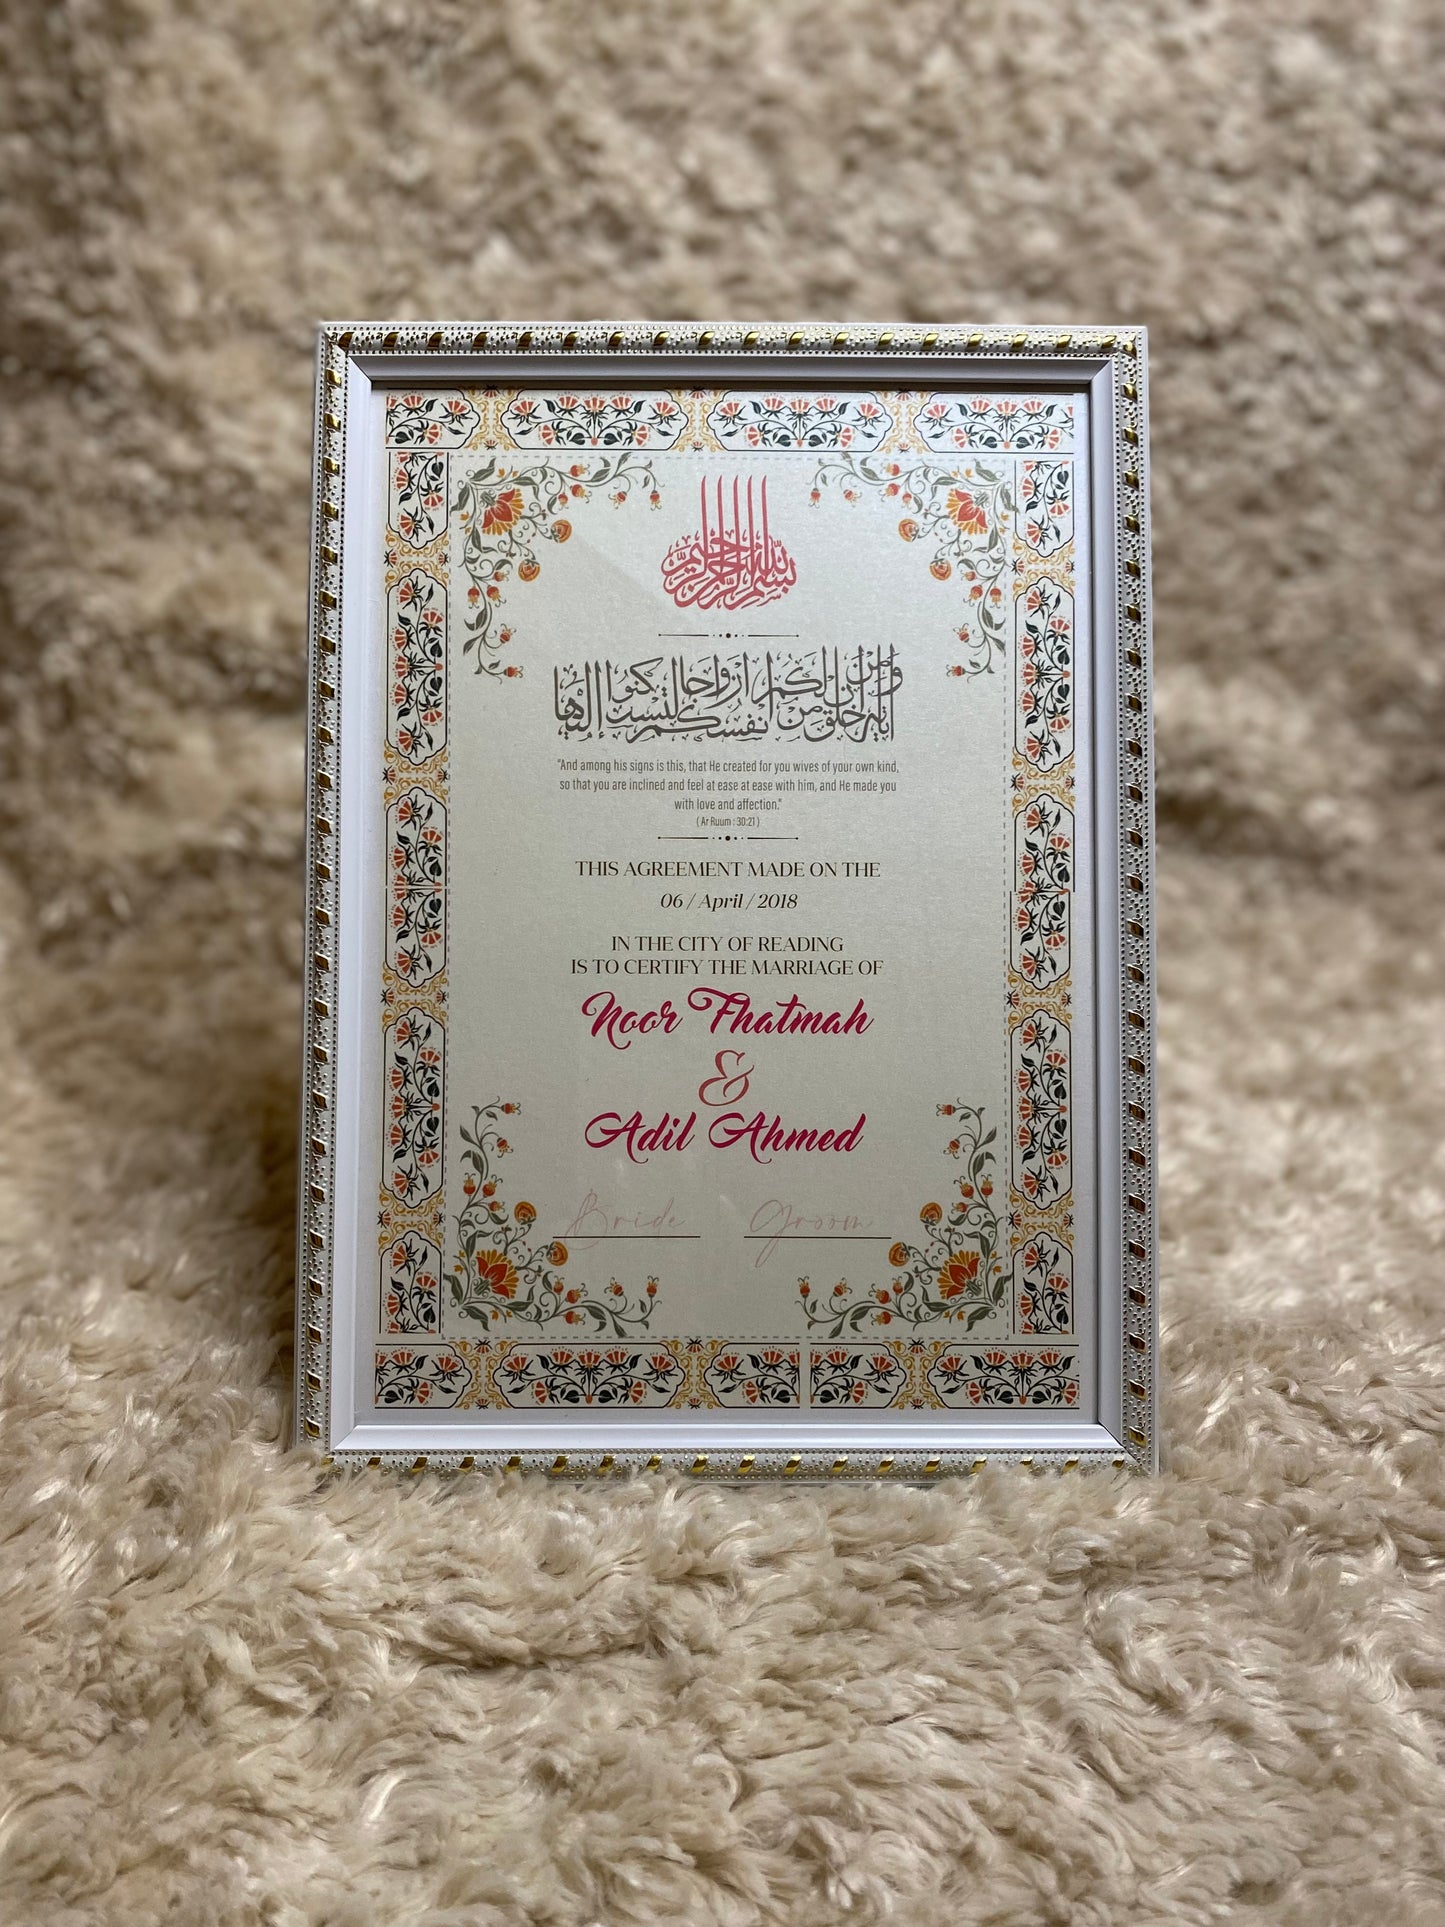 بسم الله الرحمن الرحيم
ومن آياته أن خلق لكم من أنفسكم أزواجا لتسكنوا إليها
"And among his signs is this, that He created for you wives of your own kind,
so that you are inclined and feel at ease at ease with him, and He made you
with love and affection."
( Ar Ruum : 30:21 )
THIS AGREEMENT MADE ON THE
06 / April / 2018
IN THE CITY OF READING
IS TO CERTIFY THE MARRIAGE OF
Noor Fhatmah
&
Adil Ahmed
Bride Groom